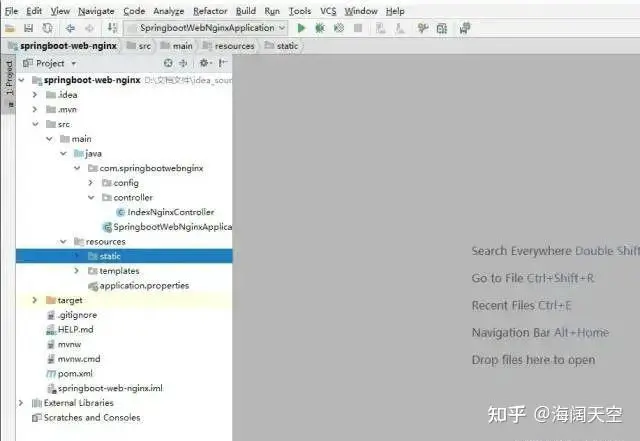 File Edit View Navigate Code Analyze Refactor Build Run Tools VCS Window Help
SpringbootWebNginxApplication
springboot-web-nginx src main resources static
1: Project
Project
springboot-web-nginx D:\文档文件\idea_sour
.idea
.mvn
src
main
java
com.springbootwebnginx
config
controller
IndexNginxController
SpringbootWebNginxApplica
resources
static
templates
application.properties
target
.gitignore
HELP.md
mvnw
mvnw.cmd
pom.xml
springboot-web-nginx.iml
External Libraries
Scratches and Consoles
Search Everywhere Double Shift
Go to File Ctrl+Shift+R
Recent Files Ctrl+E
Navigation Bar Alt+Home
Drop files here to open
知乎 @海阔天空